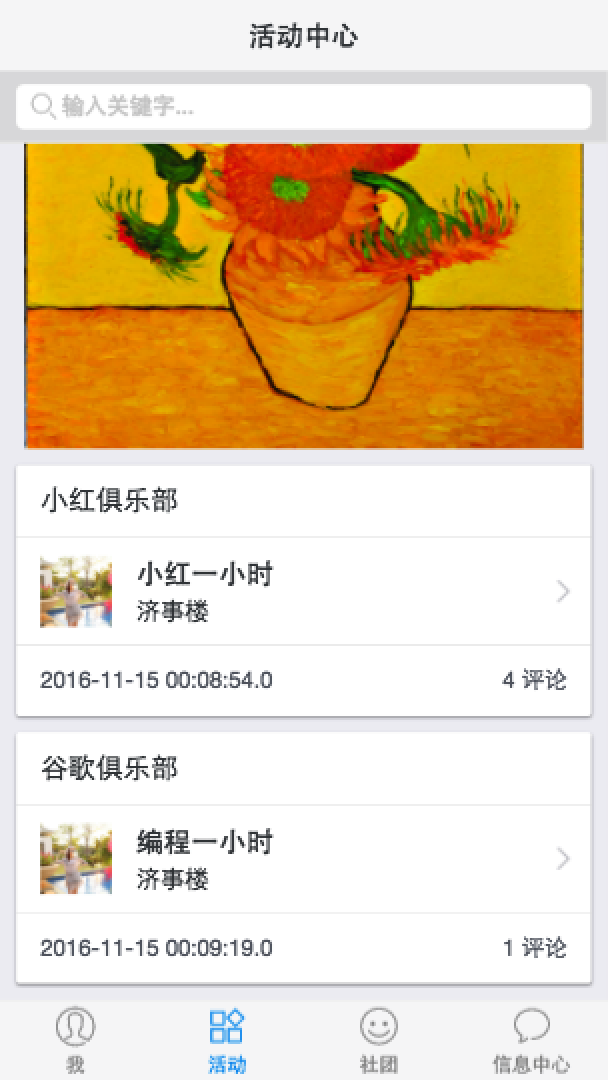 活动中心
输入关键字...
小红俱乐部
小红一小时
济事楼
2016-11-15 00:08:54.0
4 评论
谷歌俱乐部
编程一小时
济事楼
2016-11-15 00:09:19.0
1 评论
我
活动
社团
信息中心